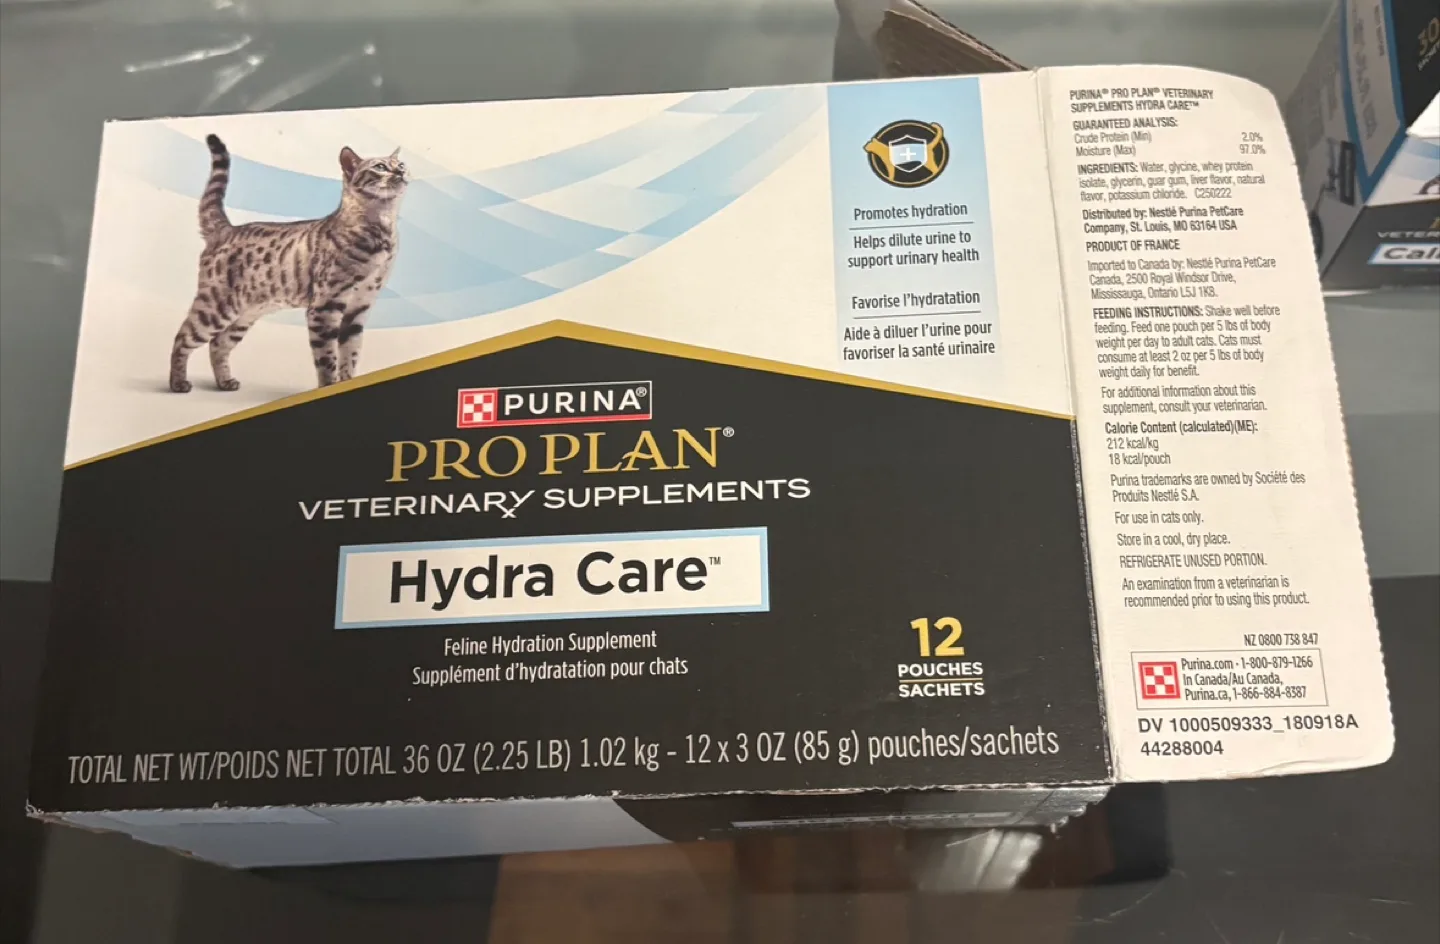 Promotes hydration
Helps dilute urine to
support urinary health
Favorise l'hydratation
Aide à diluer l'urine pour
favoriser la santé urinaire
PURINA®
PRO PLAN®
VETERINARY SUPPLEMENTS
Hydra Care™
Feline Hydration Supplement
Supplément d'hydratation pour chats
12
POUCHES
SACHETS
TOTAL NET WT/POIDS NET TOTAL 36 OZ (2.25 LB) 1.02 kg – 12 x 3 OZ (85 g) pouches/sachets
PURINA® PRO PLAN® VETERINARY
SUPPLEMENTS HYDRA CARE™
GUARANTEED ANALYSIS:
Crude Protein (Min) 2.0%
Moisture (Max) 97.0%
INGREDIENTS: Water, glycine, whey protein
isolate, glycerin, guar gum, liver flavor, natural
flavor, potassium chloride. C250222
Distributed by: Nestlé Purina PetCare
Company, St. Louis, MO 63164 USA
PRODUCT OF FRANCE
Imported to Canada by: Nestlé Purina PetCare
Canada, 2500 Royal Windsor Drive,
Mississauga, Ontario L5J 1K8.
FEEDING INSTRUCTIONS: Shake well before
feeding. Feed one pouch per 5 lbs of body
weight per day to adult cats. Cats must
consume at least 2 oz per 5 lbs of body
weight daily for benefit.
For additional information about this
supplement, consult your veterinarian.
Calorie Content (calculated)(ME):
212 kcal/kg
18 kcal/pouch
Purina trademarks are owned by Société des
Produits Nestlé S.A.
For use in cats only.
Store in a cool, dry place.
REFRIGERATE UNUSED PORTION.
An examination from a veterinarian is
recommended prior to using this product.
NZ 0800 738 847
Purina.com · 1-800-879-1266
In Canada/Au Canada,
Purina.ca, 1-866-884-8387
DV 1000509333_180918A
44288004
30